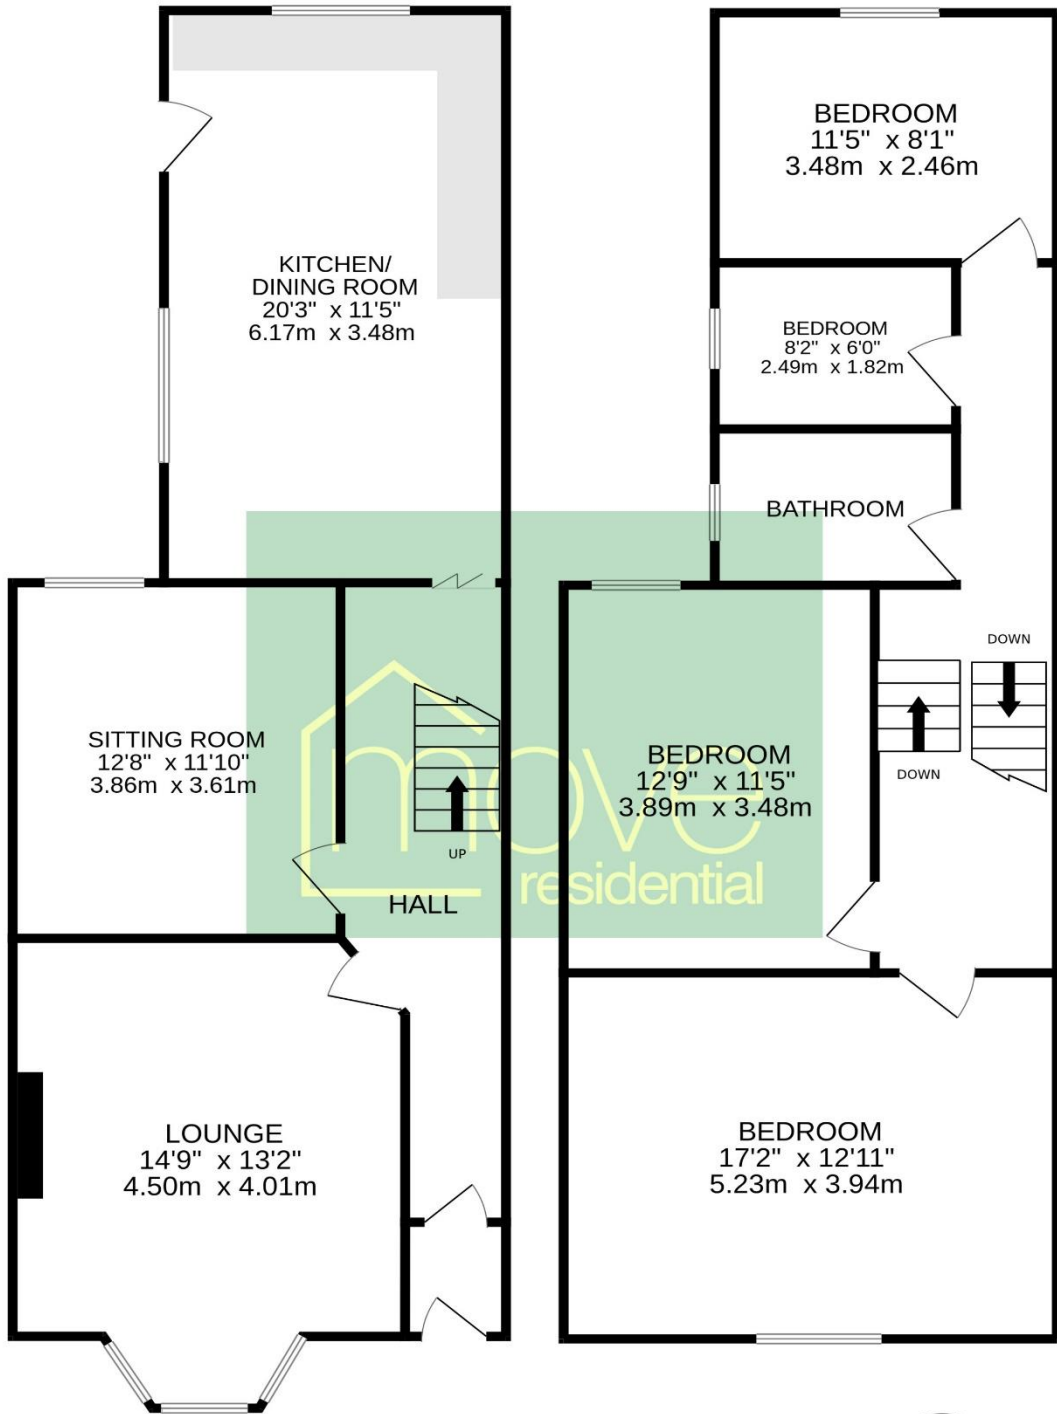 KITCHEN/
DINING ROOM
20'3" x 11'5"
6.17m x 3.48m
SITTING ROOM
12'8" x 11'10"
3.86m x 3.61m
UP
HALL
LOUNGE
14'9" x 13'2"
4.50m x 4.01m
BEDROOM
11'5" x 8'1"
3.48m x 2.46m
BEDROOM
8'2" x 6'0"
2.49m x 1.82m
BATHROOM
DOWN
DOWN
BEDROOM
12'9" x 11'5"
3.89m x 3.48m
move
residential
BEDROOM
17'2" x 12'11"
5.23m x 3.94m